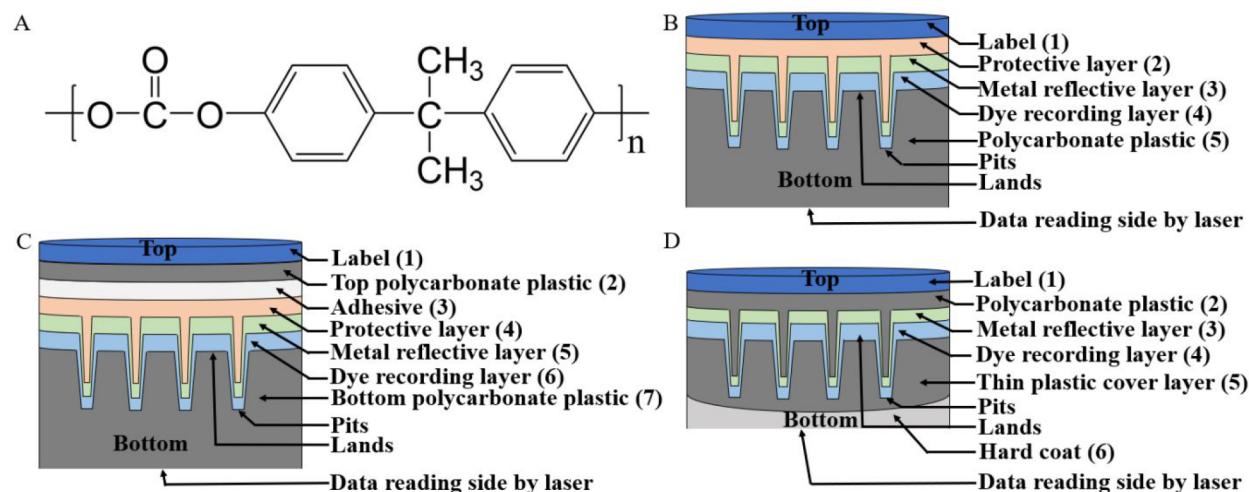 A
O
CH3
O
C
O
C
n
CH3
B
Top
Label (1)
Protective layer (2)
Metal reflective layer (3)
Dye recording layer (4)
Polycarbonate plastic (5)
Pits
Bottom
Lands
Data reading side by laser
C
Top
Label (1)
Top polycarbonate plastic (2)
Adhesive (3)
Protective layer (4)
Metal reflective layer (5)
Dye recording layer (6)
Bottom polycarbonate plastic (7)
Pits
Bottom
Lands
Data reading side by laser
D
Top
Label (1)
Polycarbonate plastic (2)
Metal reflective layer (3)
Dye recording layer (4)
Thin plastic cover layer (5)
Pits
Bottom
Lands
Hard coat (6)
Data reading side by laser